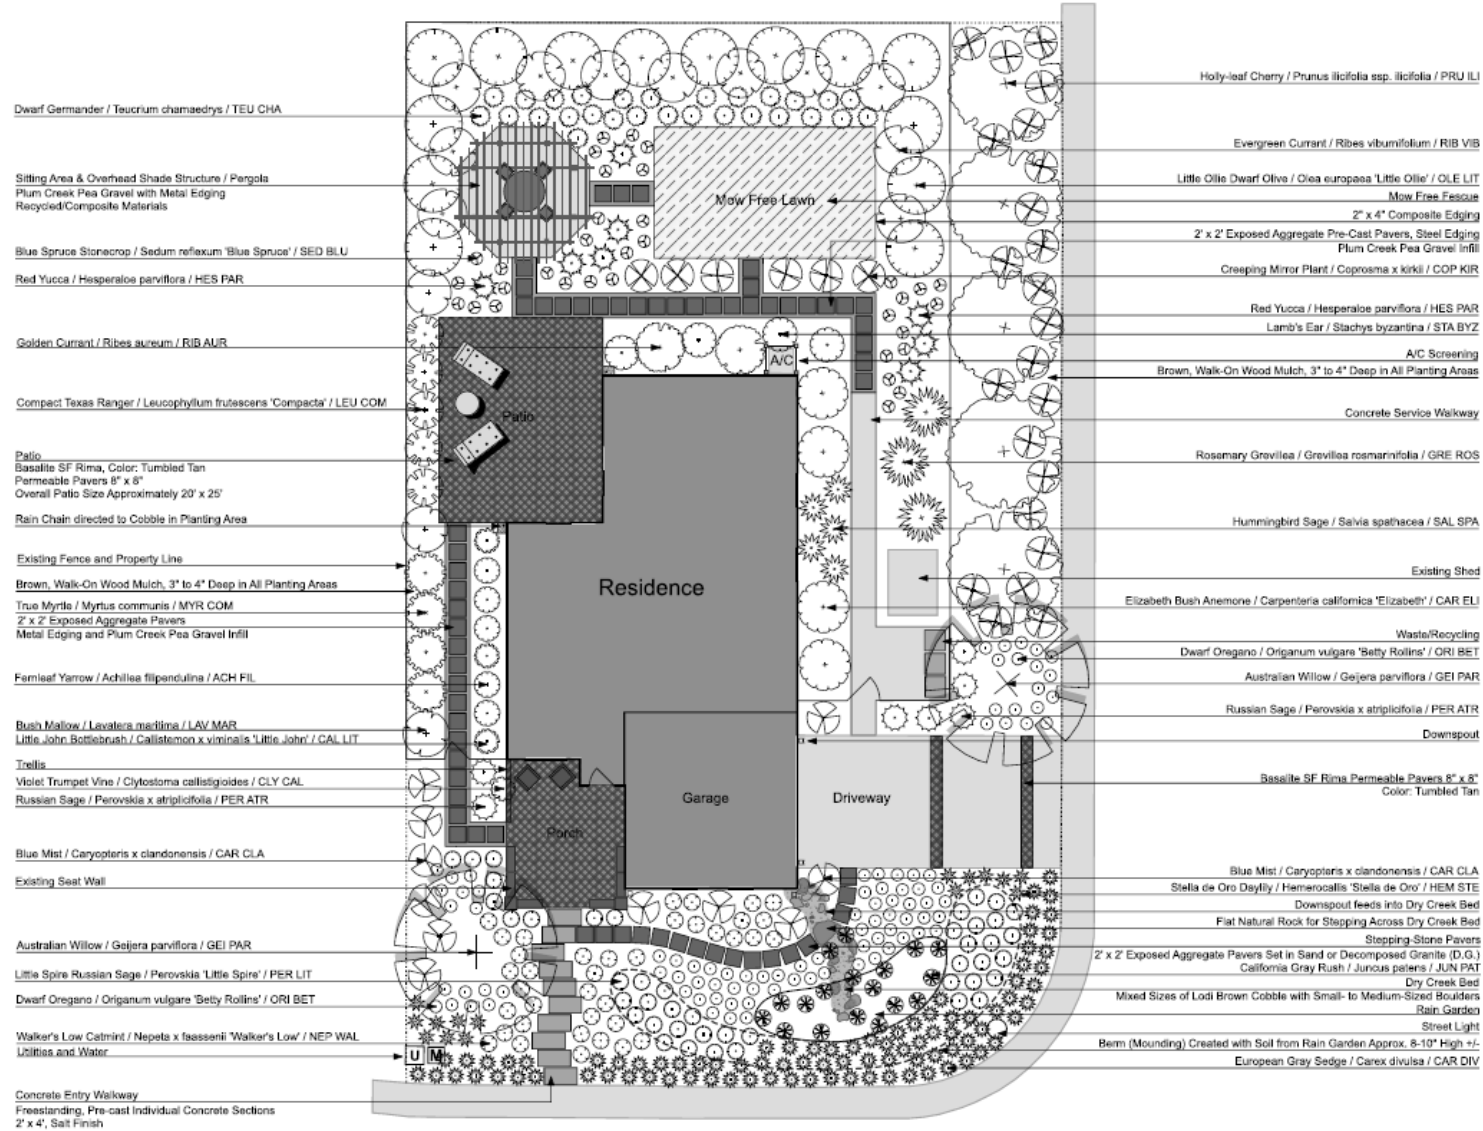 Dwarf Germander / Teucrium chamaedrys / TEU CHA
Sitting Area & Overhead Shade Structure / Pergola
Plum Creek Pea Gravel with Metal Edging
Recycled/Composite Materials
Blue Spruce Stonecrop / Sedum reflexum 'Blue Spruce' / SED BLU
Red Yucca / Hesperaloe parviflora / HES PAR
Golden Currant / Ribes aureum / RIB AUR
Compact Texas Ranger / Leucophyllum frutescens 'Compacta' / LEU COM
Patio
Basalite SF Rima, Color: Tumbled Tan
Permeable Pavers 8" x 8"
Overall Patio Size Approximately 20' x 25'
Rain Chain directed to Cobble in Planting Area
Existing Fence and Property Line
Brown, Walk-On Wood Mulch, 3" to 4" Deep in All Planting Areas
True Myrtle / Myrtus communis / MYR COM
2' x 2' Exposed Aggregate Pavers
Metal Edging and Plum Creek Pea Gravel Infill
Fernleaf Yarrow / Achillea filipendulina / ACH FIL
Bush Mallow / Lavatera maritima / LAV MAR
Little John Bottlebrush / Callistemon x viminalis 'Little John' / CAL LIT
Trellis
Violet Trumpet Vine / Clytostoma callistigioides / CLY CAL
Russian Sage / Perovskia x atriplicifolia / PER ATR
Blue Mist / Caryopteris x clandonensis / CAR CLA
Existing Seat Wall
Australian Willow / Geijera parviflora / GEI PAR
Little Spire Russian Sage / Perovskia 'Little Spire' / PER LIT
Dwarf Oregano / Origanum vulgare 'Betty Rollins' / ORI BET
Walker's Low Catmint / Nepeta x faassenii 'Walker's Low' / NEP WAL
Utilities and Water
Concrete Entry Walkway
Freestanding, Pre-cast Individual Concrete Sections
2' x 4', Salt Finish
Mow Free Lawn
A/C
Patio
Residence
Garage
Driveway
Porch
U
M
Holly-leaf Cherry / Prunus ilicifolia ssp. ilicifolia / PRU ILI
Evergreen Currant / Ribes viburnifolium / RIB VIB
Little Ollie Dwarf Olive / Olea europaea 'Little Ollie' / OLE LIT
Mow Free Fescue
2" x 4" Composite Edging
2' x 2' Exposed Aggregate Pre-Cast Pavers, Steel Edging
Plum Creek Pea Gravel Infill
Creeping Mirror Plant / Coprosma x kirkii / COP KIR
Red Yucca / Hesperaloe parviflora / HES PAR
Lamb's Ear / Stachys byzantina / STA BYZ
A/C Screening
Brown, Walk-On Wood Mulch, 3" to 4" Deep in All Planting Areas
Concrete Service Walkway
Rosemary Grevillea / Grevillea rosmarinifolia / GRE ROS
Hummingbird Sage / Salvia spathacea / SAL SPA
Existing Shed
Elizabeth Bush Anemone / Carpenteria californica 'Elizabeth' / CAR ELI
Waste/Recycling
Dwarf Oregano / Origanum vulgare 'Betty Rollins' / ORI BET
Australian Willow / Geijera parviflora / GEI PAR
Russian Sage / Perovskia x atriplicifolia / PER ATR
Downspout
Basalite SF Rima Permeable Pavers 8" x 8"
Color: Tumbled Tan
Blue Mist / Caryopteris x clandonensis / CAR CLA
Stella de Oro Daylily / Hemerocallis 'Stella de Oro' / HEM STE
Downspout feeds into Dry Creek Bed
Flat Natural Rock for Stepping Across Dry Creek Bed
Stepping-Stone Pavers
2' x 2' Exposed Aggregate Pavers Set in Sand or Decomposed Granite (D.G.)
California Gray Rush / Juncus patens / JUN PAT
Dry Creek Bed
Mixed Sizes of Lodi Brown Cobble with Small- to Medium-Sized Boulders
Rain Garden
Street Light
Berm (Mounding) Created with Soil from Rain Garden Approx. 8-10" High +/-
European Gray Sedge / Carex divulsa / CAR DIV